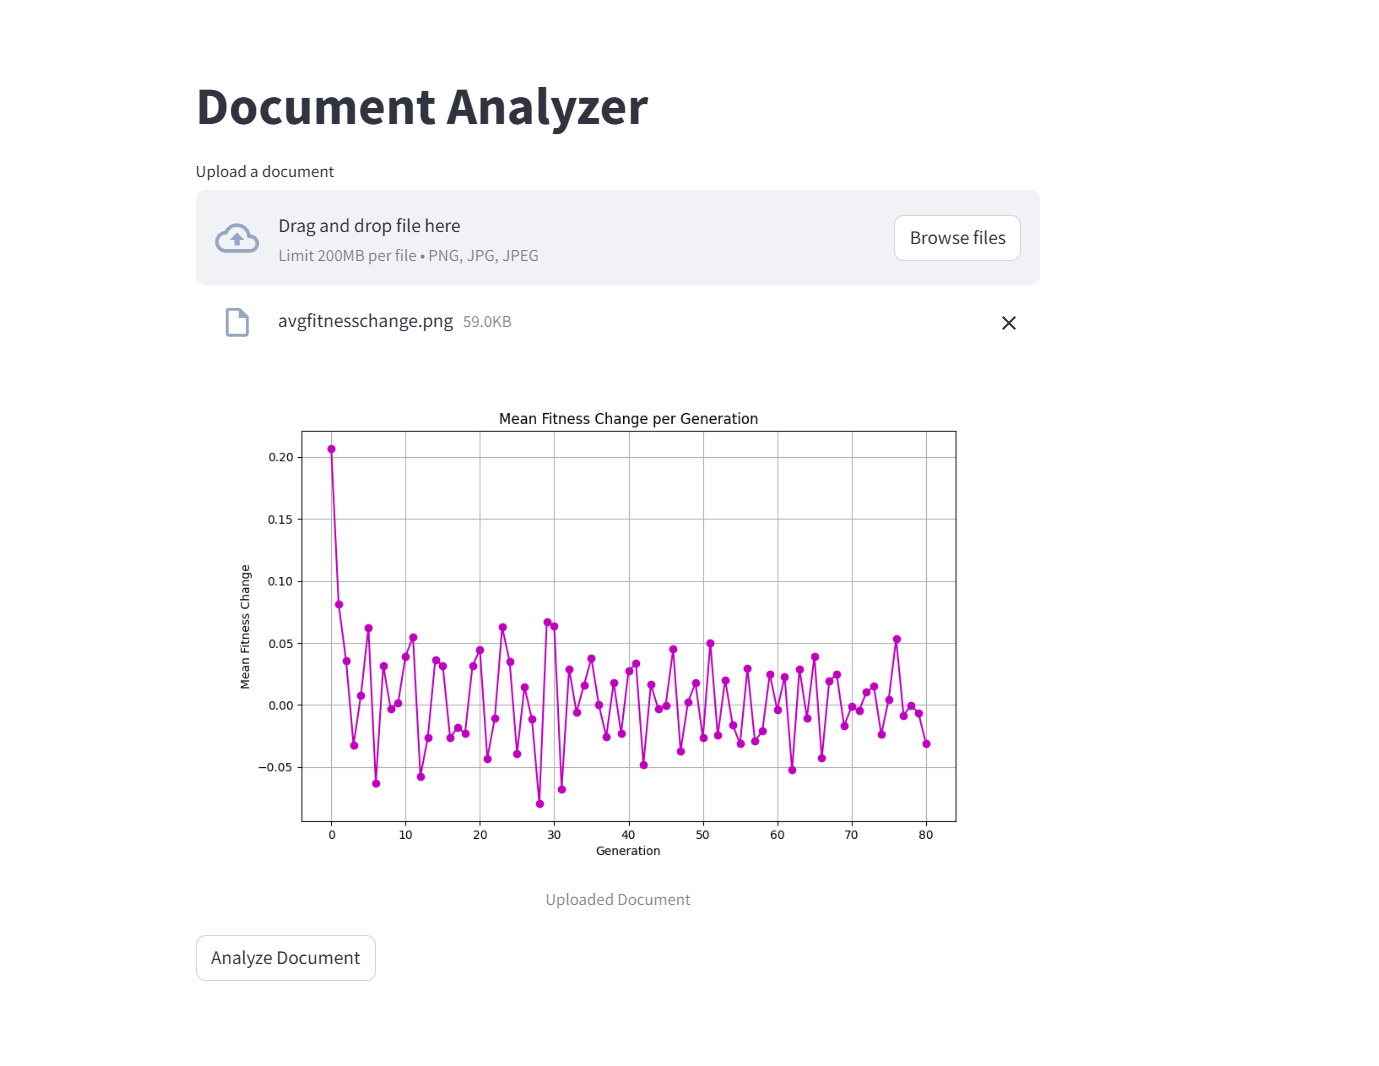 Document Analyzer
Upload a document
Drag and drop file here
Limit 200MB per file • PNG, JPG, JPEG
Browse files
avgfitnesschange.png 59.0KB
Mean Fitness Change per Generation
Mean Fitness Change
0.20
0.15
0.10
0.05
0.00
−0.05
0 10 20 30 40 50 60 70 80
Generation
Uploaded Document
Analyze Document